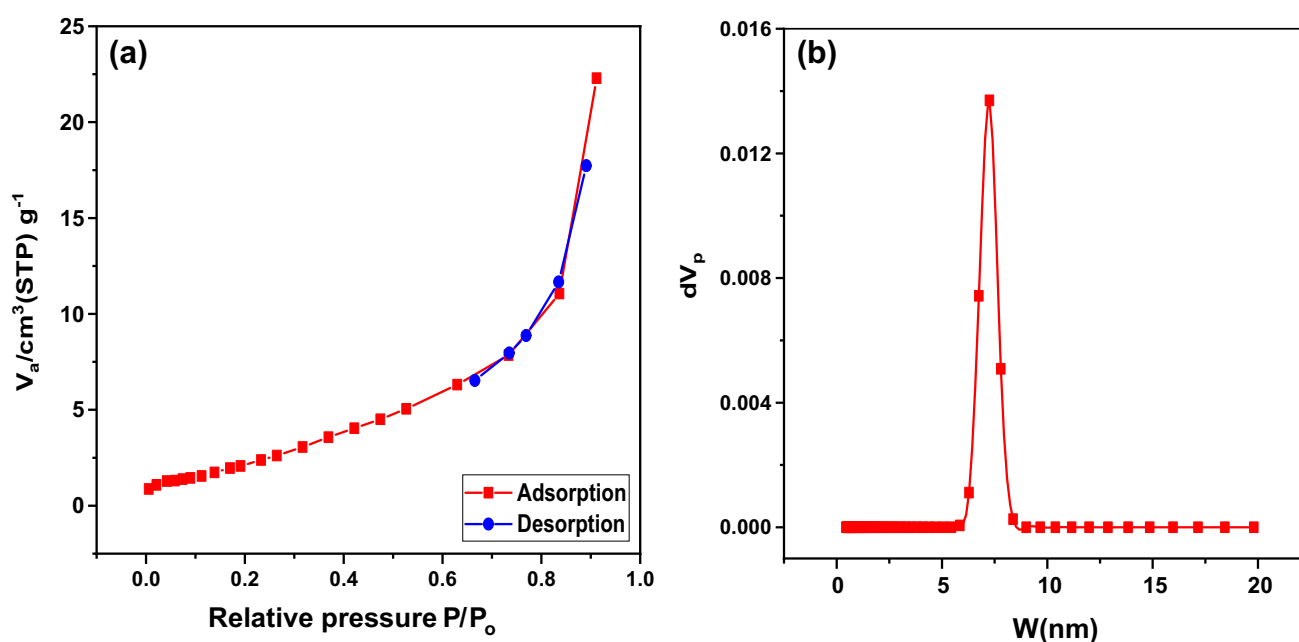 (a)
25
20
15
10
5
0
Vₐ/cm³(STP) g⁻¹
0.0 0.2 0.4 0.6 0.8 1.0
Relative pressure P/Pₒ
Adsorption
Desorption
(b)
0.016
0.012
0.008
0.004
0.000
dVₚ
0 5 10 15 20
W(nm)